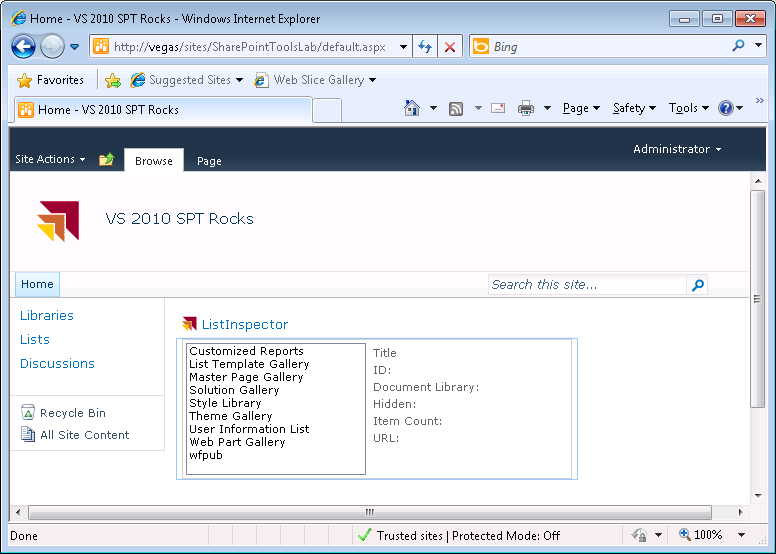 Home - VS 2010 SPT Rocks - Windows Internet Explorer
http://vegas/sites/SharePointToolsLab/default.aspx
Bing
Favorites
Suggested Sites
Web Slice Gallery
Home - VS 2010 SPT Rocks
Page
Safety
Tools
Site Actions
Browse
Page
Administrator
VS 2010 SPT Rocks
Home
Search this site...
Libraries
Lists
Discussions
Recycle Bin
All Site Content
ListInspector
Customized Reports
List Template Gallery
Master Page Gallery
Solution Gallery
Style Library
Theme Gallery
User Information List
Web Part Gallery
wfpub
Title
ID:
Document Library:
Hidden:
Item Count:
URL:
Done
Trusted sites | Protected Mode: Off
100%